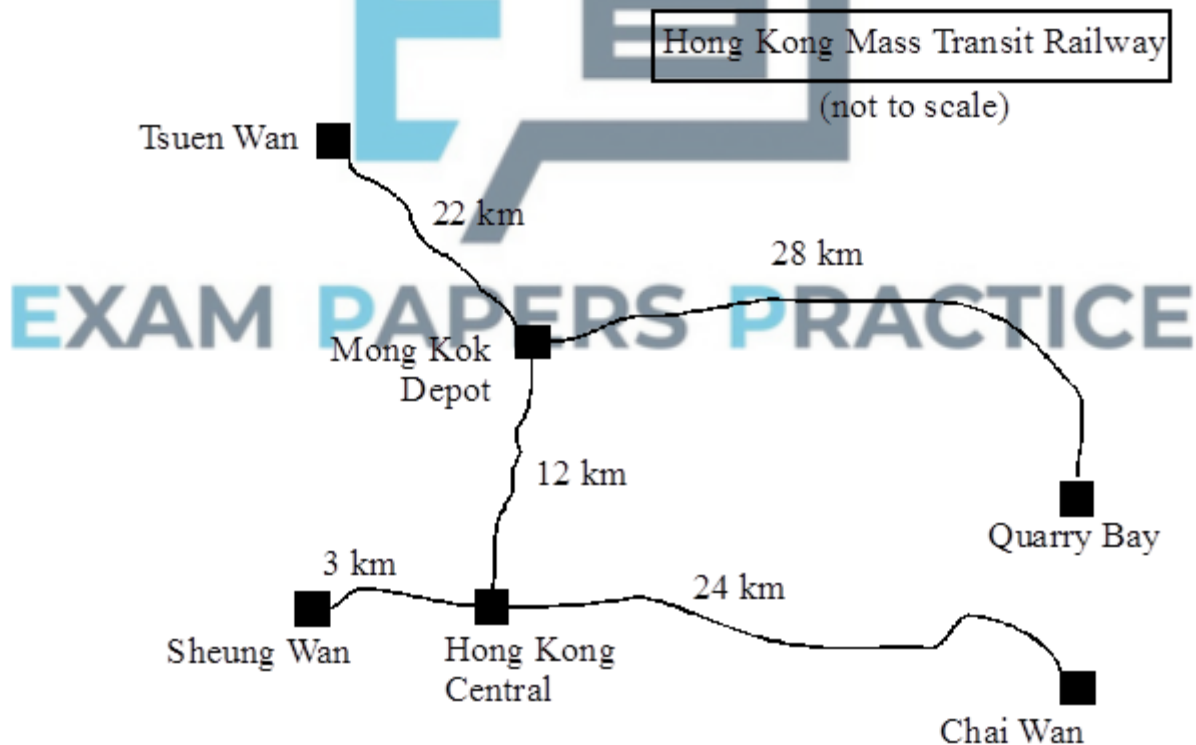 Hong Kong Mass Transit Railway
(not to scale)
Tsuen Wan
22 km
28 km
EXAM PAPERS PRACTICE
Mong Kok
Depot
12 km
Quarry Bay
3 km
24 km
Sheung Wan
Hong Kong
Central
Chai Wan